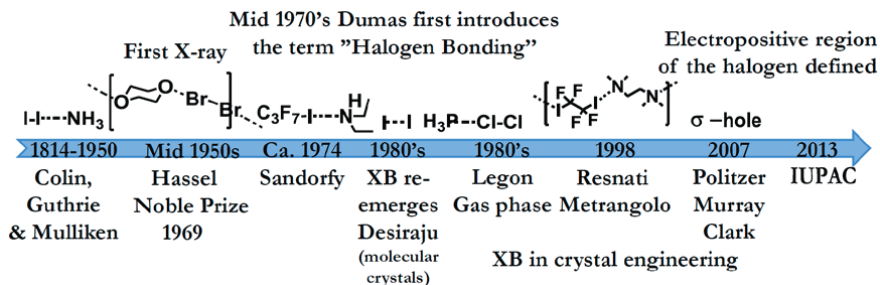 Mid 1970's Dumas first introduces
the term ”Halogen Bonding”
First X-ray
Electropositive region
of the halogen defined
I-I----NH3
O
O
Br
Br
C3F7-I----N
H
I---I
H3P---Cl-Cl
F
F
I
I
F
F
N
N
σ –hole
1814-1950
Mid 1950s
Ca. 1974
1980's
1980's
1998
2007
2013
Colin,
Guthrie
& Mulliken
Hassel
Noble Prize
1969
Sandorfy
XB re-
emerges
Desiraju
(molecular
crystals)
Legon
Gas phase
Resnati
Metrangolo
Politzer
Murray
Clark
IUPAC
XB in crystal engineering